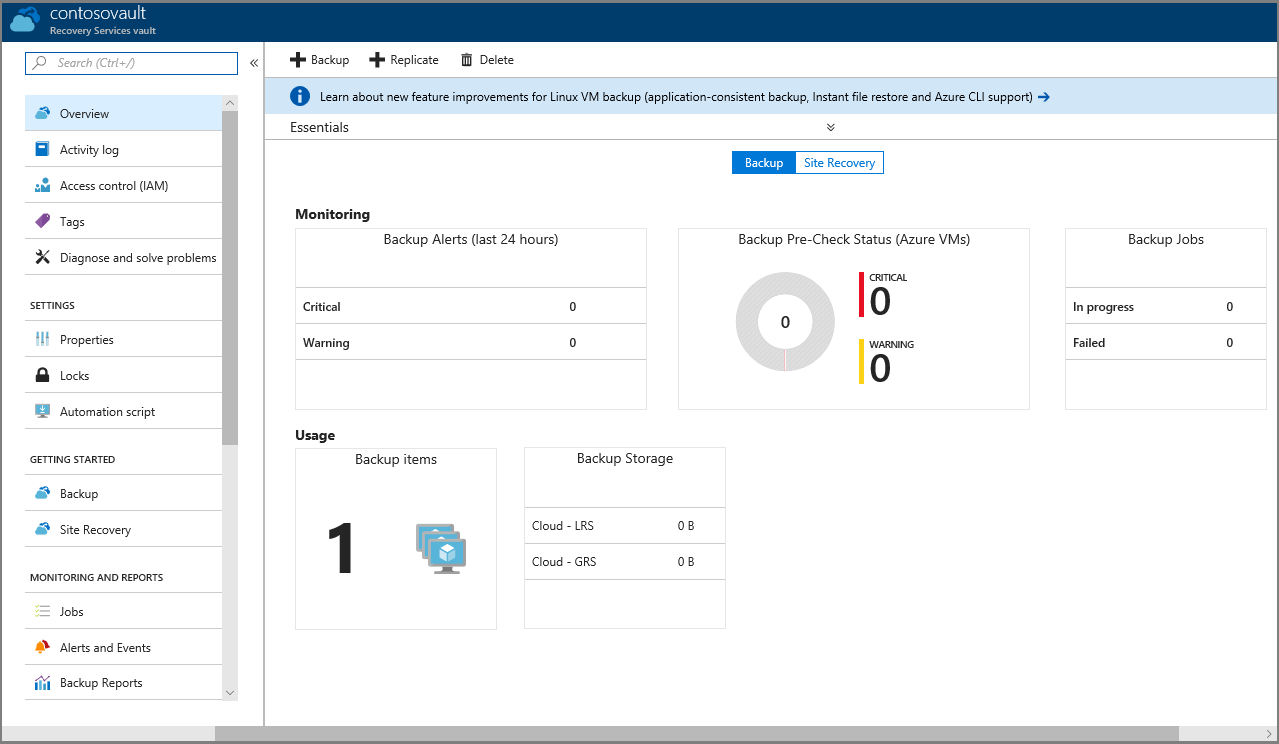 contosovault
Recovery Services vault
Search (Ctrl+/)
«
Overview
Activity log
Access control (IAM)
Tags
Diagnose and solve problems
SETTINGS
Properties
Locks
Automation script
GETTING STARTED
Backup
Site Recovery
MONITORING AND REPORTS
Jobs
Alerts and Events
Backup Reports
Backup Replicate Delete
Learn about new feature improvements for Linux VM backup (application-consistent backup, Instant file restore and Azure CLI support) →
Essentials
Backup Site Recovery
Monitoring
Backup Alerts (last 24 hours)
Critical 0
Warning 0
Backup Pre-Check Status (Azure VMs)
0
CRITICAL
0
WARNING
0
Backup Jobs
In progress 0
Failed 0
Usage
Backup items
1
Backup Storage
Cloud - LRS 0 B
Cloud - GRS 0 B